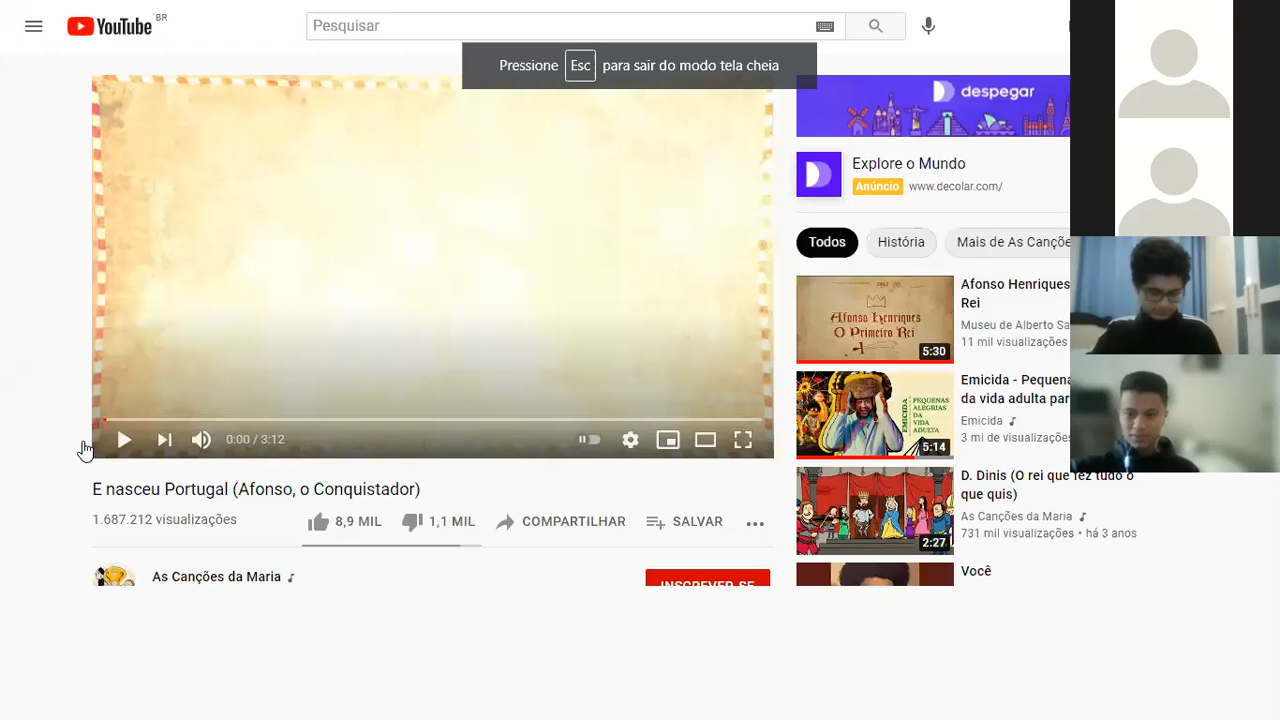 YouTube BR
Pesquisar
Pressione Esc para sair do modo tela cheia
despegar
Explore o Mundo
Anúncio www.decolar.com/
Todos
História
Mais de As Cançõe
Afonso Henriques
O Primeiro Rei
5:30
Afonso Henriques
Rei
Museu de Alberto Sa
11 mil visualizações
PEQUENAS
ALEGRIAS
DA
VIDA
ADULTA
EMICIDA
5:14
Emicida - Pequena
da vida adulta par
Emicida
3 mi de visualizações
2:27
D. Dinis (O rei que fez tudo o
que quis)
As Canções da Maria
731 mil visualizações • há 3 anos
Você
0:00 / 3:12
E nasceu Portugal (Afonso, o Conquistador)
1.687.212 visualizações
8,9 MIL
1,1 MIL
COMPARTILHAR
SALVAR
As Canções da Maria
INSCREVER-SE